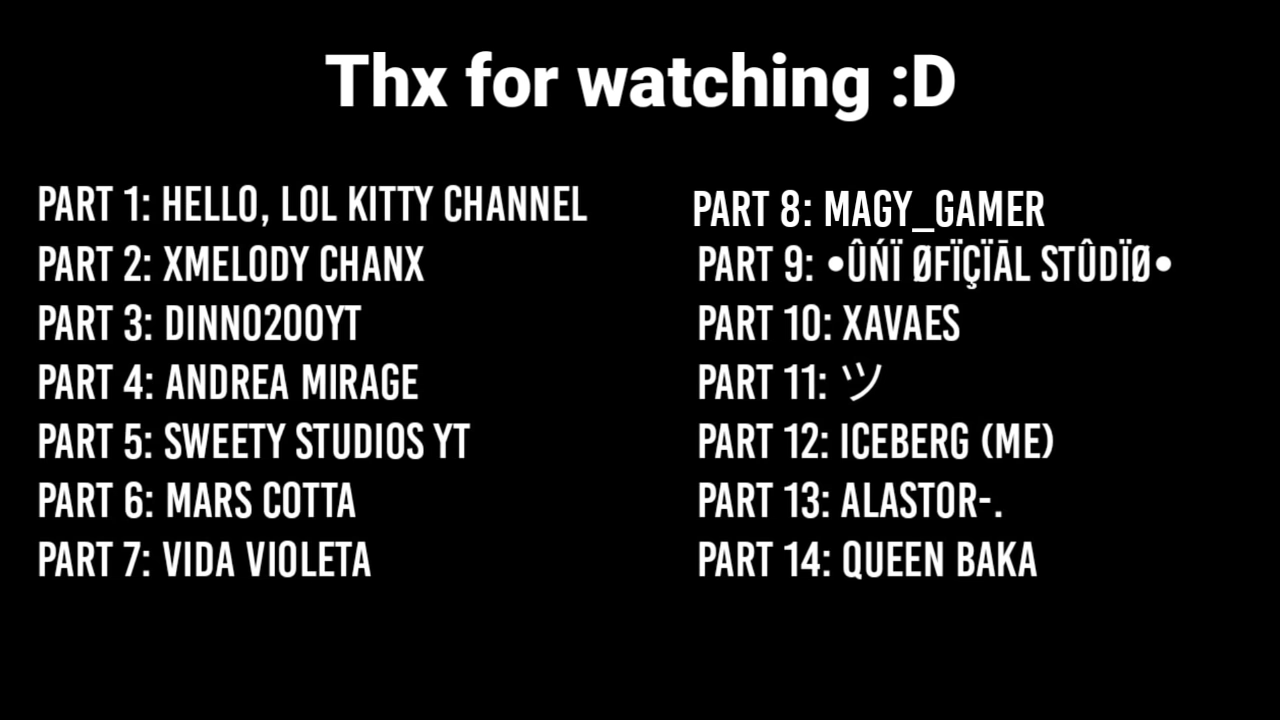 Thx for watching :D
PART 1: HELLO, LOL KITTY CHANNEL
PART 2: XMELODY CHANX
PART 3: DINNO200YT
PART 4: ANDREA MIRAGE
PART 5: SWEETY STUDIOS YT
PART 6: MARS COTTA
PART 7: VIDA VIOLETA
PART 8: MAGY_GAMER
PART 9: •ÛŃÏ ØFÏÇÏĀL STÛDÏØ•
PART 10: XAVAES
PART 11: ツ
PART 12: ICEBERG (ME)
PART 13: ALASTOR-.
PART 14: QUEEN BAKA